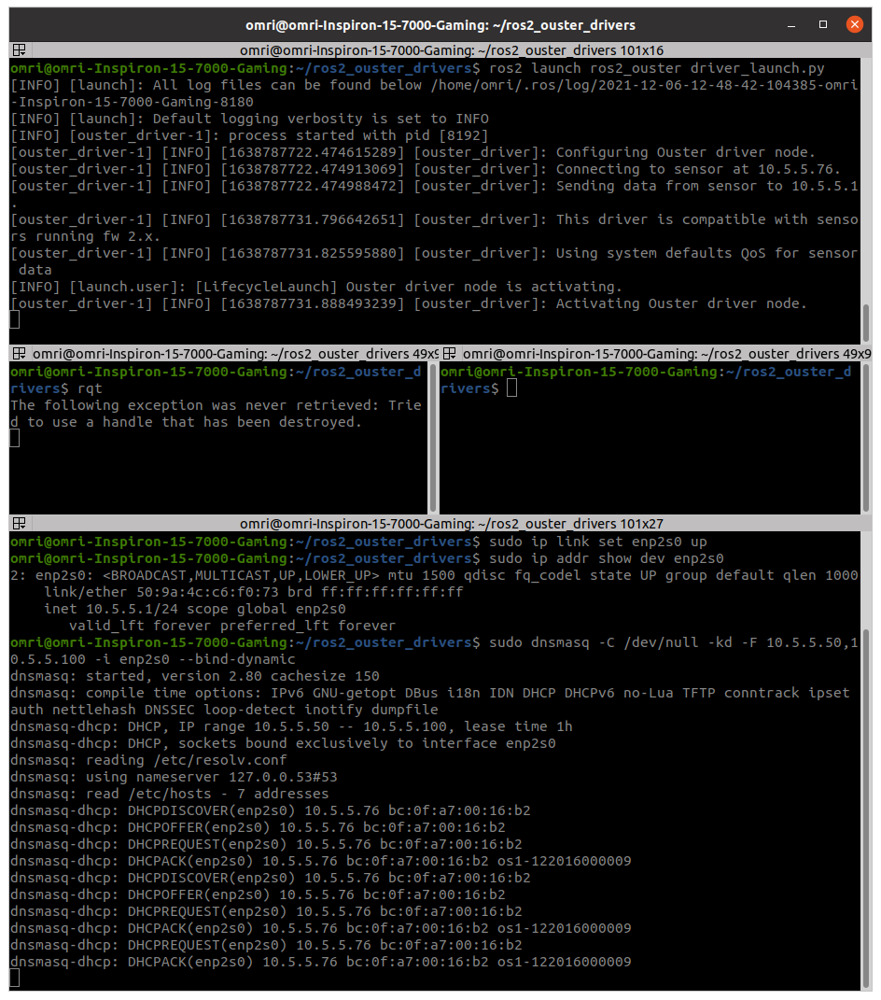 omri@omri-Inspiron-15-7000-Gaming: ~/ros2_ouster_drivers
omri@omri-Inspiron-15-7000-Gaming: ~/ros2_ouster_drivers 101x16
omri@omri-Inspiron-15-7000-Gaming:~/ros2_ouster_drivers$ ros2 launch ros2_ouster driver_launch.py
[INFO] [launch]: All log files can be found below /home/omri/.ros/log/2021-12-06-12-48-42-104385-omri
-Inspiron-15-7000-Gaming-8180
[INFO] [launch]: Default logging verbosity is set to INFO
[INFO] [ouster_driver-1]: process started with pid [8192]
[ouster_driver-1] [INFO] [1638787722.474615289] [ouster_driver]: Configuring Ouster driver node.
[ouster_driver-1] [INFO] [1638787722.474913069] [ouster_driver]: Connecting to sensor at 10.5.5.76.
[ouster_driver-1] [INFO] [1638787722.474988472] [ouster_driver]: Sending data from sensor to 10.5.5.1
.
[ouster_driver-1] [INFO] [1638787731.796642651] [ouster_driver]: This driver is compatible with senso
rs running fw 2.x.
[ouster_driver-1] [INFO] [1638787731.825595880] [ouster_driver]: Using system defaults QoS for sensor
 data
[INFO] [launch.user]: [LifecycleLaunch] Ouster driver node is activating.
[ouster_driver-1] [INFO] [1638787731.888493239] [ouster_driver]: Activating Ouster driver node.
omri@omri-Inspiron-15-7000-Gaming: ~/ros2_ouster_drivers 49x9
omri@omri-Inspiron-15-7000-Gaming:~/ros2_ouster_d
rivers$ rqt
The following exception was never retrieved: Trie
d to use a handle that has been destroyed.
omri@omri-Inspiron-15-7000-Gaming: ~/ros2_ouster_drivers 49x9
omri@omri-Inspiron-15-7000-Gaming:~/ros2_ouster_d
rivers$
omri@omri-Inspiron-15-7000-Gaming: ~/ros2_ouster_drivers 101x27
omri@omri-Inspiron-15-7000-Gaming:~/ros2_ouster_drivers$ sudo ip link set enp2s0 up
omri@omri-Inspiron-15-7000-Gaming:~/ros2_ouster_drivers$ sudo ip addr show dev enp2s0
2: enp2s0: <BROADCAST,MULTICAST,UP,LOWER_UP> mtu 1500 qdisc fq_codel state UP group default qlen 1000
    link/ether 50:9a:4c:c6:f0:73 brd ff:ff:ff:ff:ff:ff
    inet 10.5.5.1/24 scope global enp2s0
       valid_lft forever preferred_lft forever
omri@omri-Inspiron-15-7000-Gaming:~/ros2_ouster_drivers$ sudo dnsmasq -C /dev/null -kd -F 10.5.5.50,1
0.5.5.100 -i enp2s0 --bind-dynamic
dnsmasq: started, version 2.80 cachesize 150
dnsmasq: compile time options: IPv6 GNU-getopt DBus i18n IDN DHCP DHCPv6 no-Lua TFTP conntrack ipset
auth nettlehash DNSSEC loop-detect inotify dumpfile
dnsmasq-dhcp: DHCP, IP range 10.5.5.50 -- 10.5.5.100, lease time 1h
dnsmasq-dhcp: DHCP, sockets bound exclusively to interface enp2s0
dnsmasq: reading /etc/resolv.conf
dnsmasq: using nameserver 127.0.0.53#53
dnsmasq: read /etc/hosts - 7 addresses
dnsmasq-dhcp: DHCPDISCOVER(enp2s0) 10.5.5.76 bc:0f:a7:00:16:b2
dnsmasq-dhcp: DHCPOFFER(enp2s0) 10.5.5.76 bc:0f:a7:00:16:b2
dnsmasq-dhcp: DHCPREQUEST(enp2s0) 10.5.5.76 bc:0f:a7:00:16:b2
dnsmasq-dhcp: DHCPACK(enp2s0) 10.5.5.76 bc:0f:a7:00:16:b2 os1-122016000009
dnsmasq-dhcp: DHCPDISCOVER(enp2s0) 10.5.5.76 bc:0f:a7:00:16:b2
dnsmasq-dhcp: DHCPOFFER(enp2s0) 10.5.5.76 bc:0f:a7:00:16:b2
dnsmasq-dhcp: DHCPREQUEST(enp2s0) 10.5.5.76 bc:0f:a7:00:16:b2
dnsmasq-dhcp: DHCPACK(enp2s0) 10.5.5.76 bc:0f:a7:00:16:b2 os1-122016000009
dnsmasq-dhcp: DHCPREQUEST(enp2s0) 10.5.5.76 bc:0f:a7:00:16:b2
dnsmasq-dhcp: DHCPACK(enp2s0) 10.5.5.76 bc:0f:a7:00:16:b2 os1-122016000009